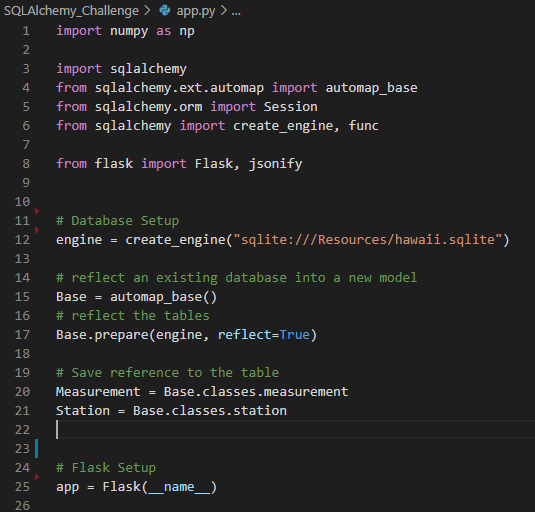 SQLAlchemy_Challenge > app.py > ...
1 import numpy as np
2
3 import sqlalchemy
4 from sqlalchemy.ext.automap import automap_base
5 from sqlalchemy.orm import Session
6 from sqlalchemy import create_engine, func
7
8 from flask import Flask, jsonify
9
10
11 # Database Setup
12 engine = create_engine("sqlite:///Resources/hawaii.sqlite")
13
14 # reflect an existing database into a new model
15 Base = automap_base()
16 # reflect the tables
17 Base.prepare(engine, reflect=True)
18
19 # Save reference to the table
20 Measurement = Base.classes.measurement
21 Station = Base.classes.station
22
23
24 # Flask Setup
25 app = Flask(__name__)
26